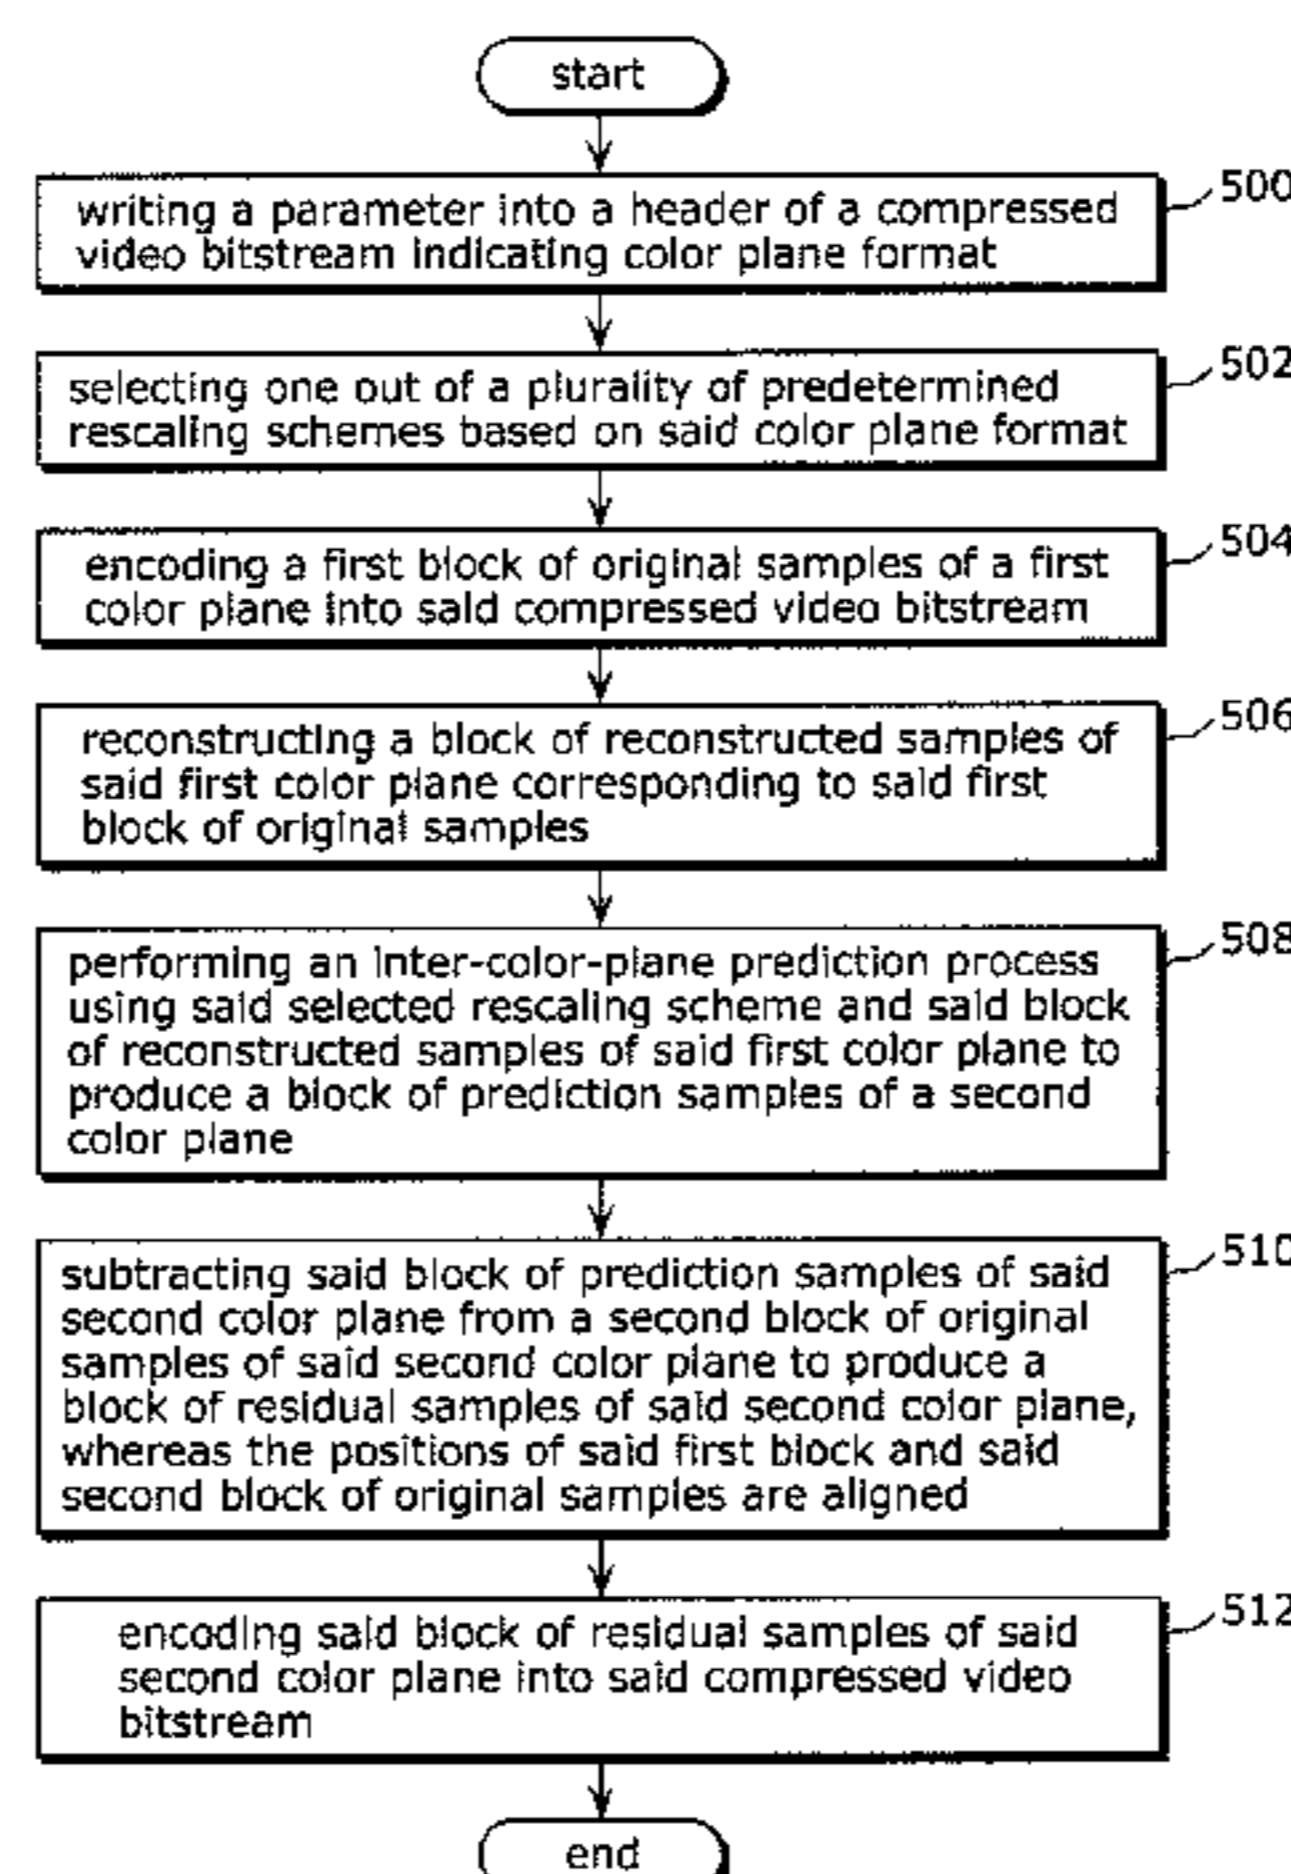 start
500
writing a parameter into a header of a compressed
video bitstream indicating color plane format
502
selecting one out of a plurality of predetermined
rescaling schemes based on said color plane format
504
encoding a first block of original samples of a first
color plane into said compressed video bitstream
506
reconstructing a block of reconstructed samples of
said first color plane corresponding to said first
block of original samples
508
performing an inter-color-plane prediction process
using said selected rescaling scheme and said block
of reconstructed samples of said first color plane to
produce a block of prediction samples of a second
color plane
510
subtracting said block of prediction samples of said
second color plane from a second block of original
samples of said second color plane to produce a
block of residual samples of said second color plane,
whereas the positions of said first block and said
second block of original samples are aligned
512
encoding said block of residual samples of said
second color plane into said compressed video
bitstream
end